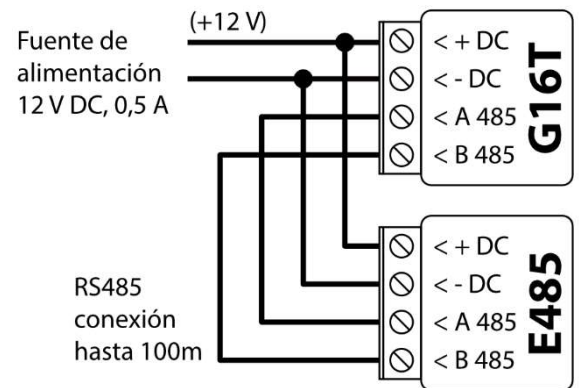 (+12 V)
Fuente de
alimentación
12 V DC, 0,5 A
< + DC
< - DC
< A 485
< B 485
G16T
< + DC
< - DC
< A 485
< B 485
E485
RS485
conexión
hasta 100m